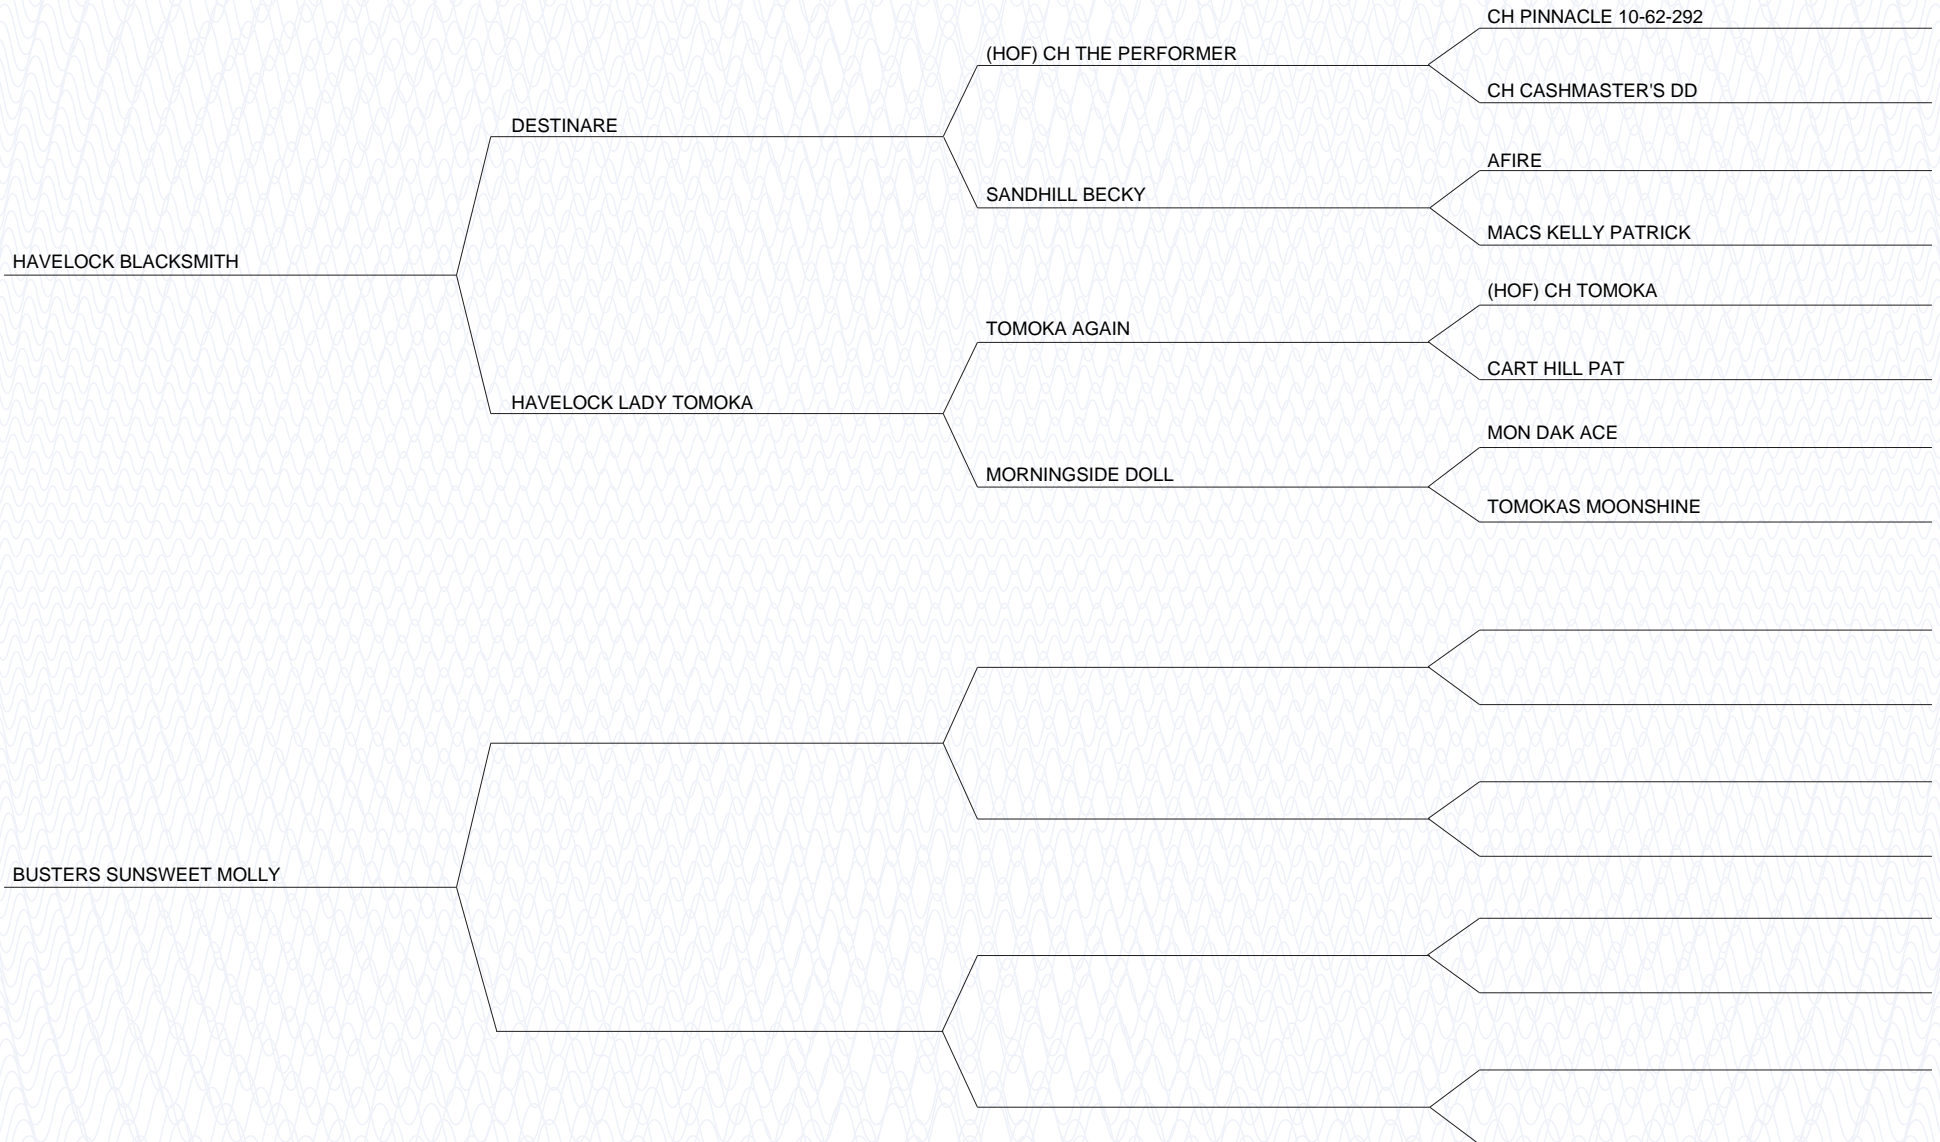 CH PINNACLE 10-62-292
(HOF) CH THE PERFORMER
CH CASHMASTER'S DD
DESTINARE
AFIRE
SANDHILL BECKY
MACS KELLY PATRICK
HAVELOCK BLACKSMITH
(HOF) CH TOMOKA
TOMOKA AGAIN
CART HILL PAT
HAVELOCK LADY TOMOKA
MON DAK ACE
MORNINGSIDE DOLL
TOMOKAS MOONSHINE
BUSTERS SUNSWEET MOLLY